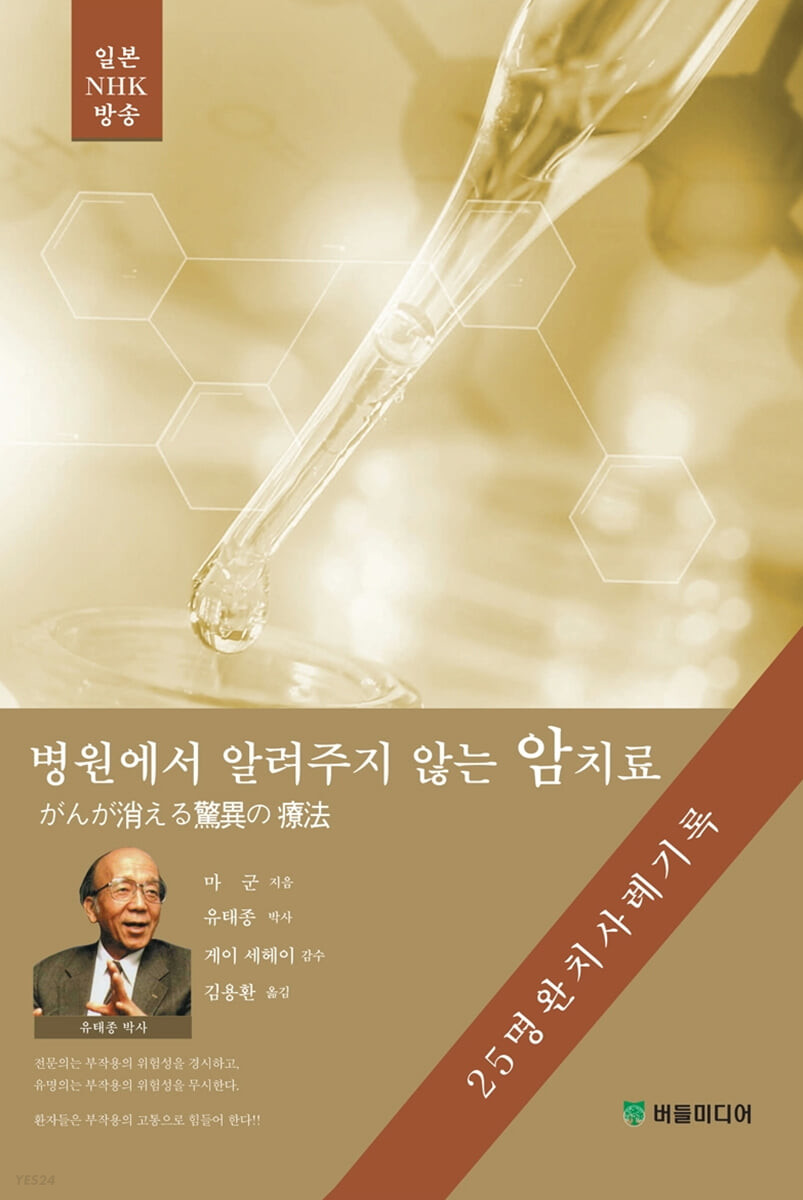 일본
NHK
방송
병원에서 알려주지 않는 암치료
がんが消える驚異の 療法
마 군 지음
유태종 박사
게이 세헤이 감수
김용환 옮김
유태종 박사
전문의는 부작용의 위험성을 경시하고,
유명의는 부작용의 위험성을 무시한다.
환자들은 부작용의 고통으로 힘들어 한다!!
25명완치사례기록
버들미디어
YES24